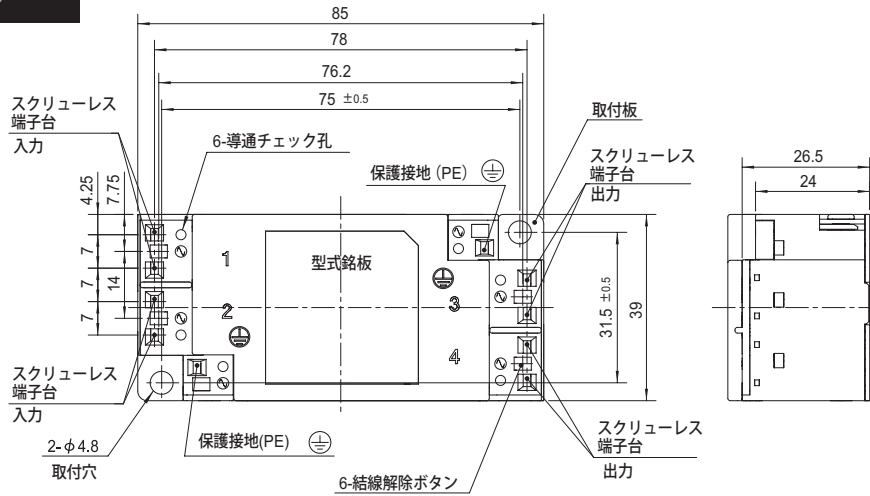 85
78
76.2
75 ±0.5
スクリューレス
端子台
入力
6-導通チェック孔
保護接地 (PE)
取付板
スクリューレス
端子台
出力
26.5
24
4.25
7.75
7
7
14
7
1
2
型式銘板
3
4
31.5 ±0.5
39
スクリューレス
端子台
入力
2-φ4.8
取付穴
保護接地(PE)
6-結線解除ボタン
スクリューレス
端子台
出力